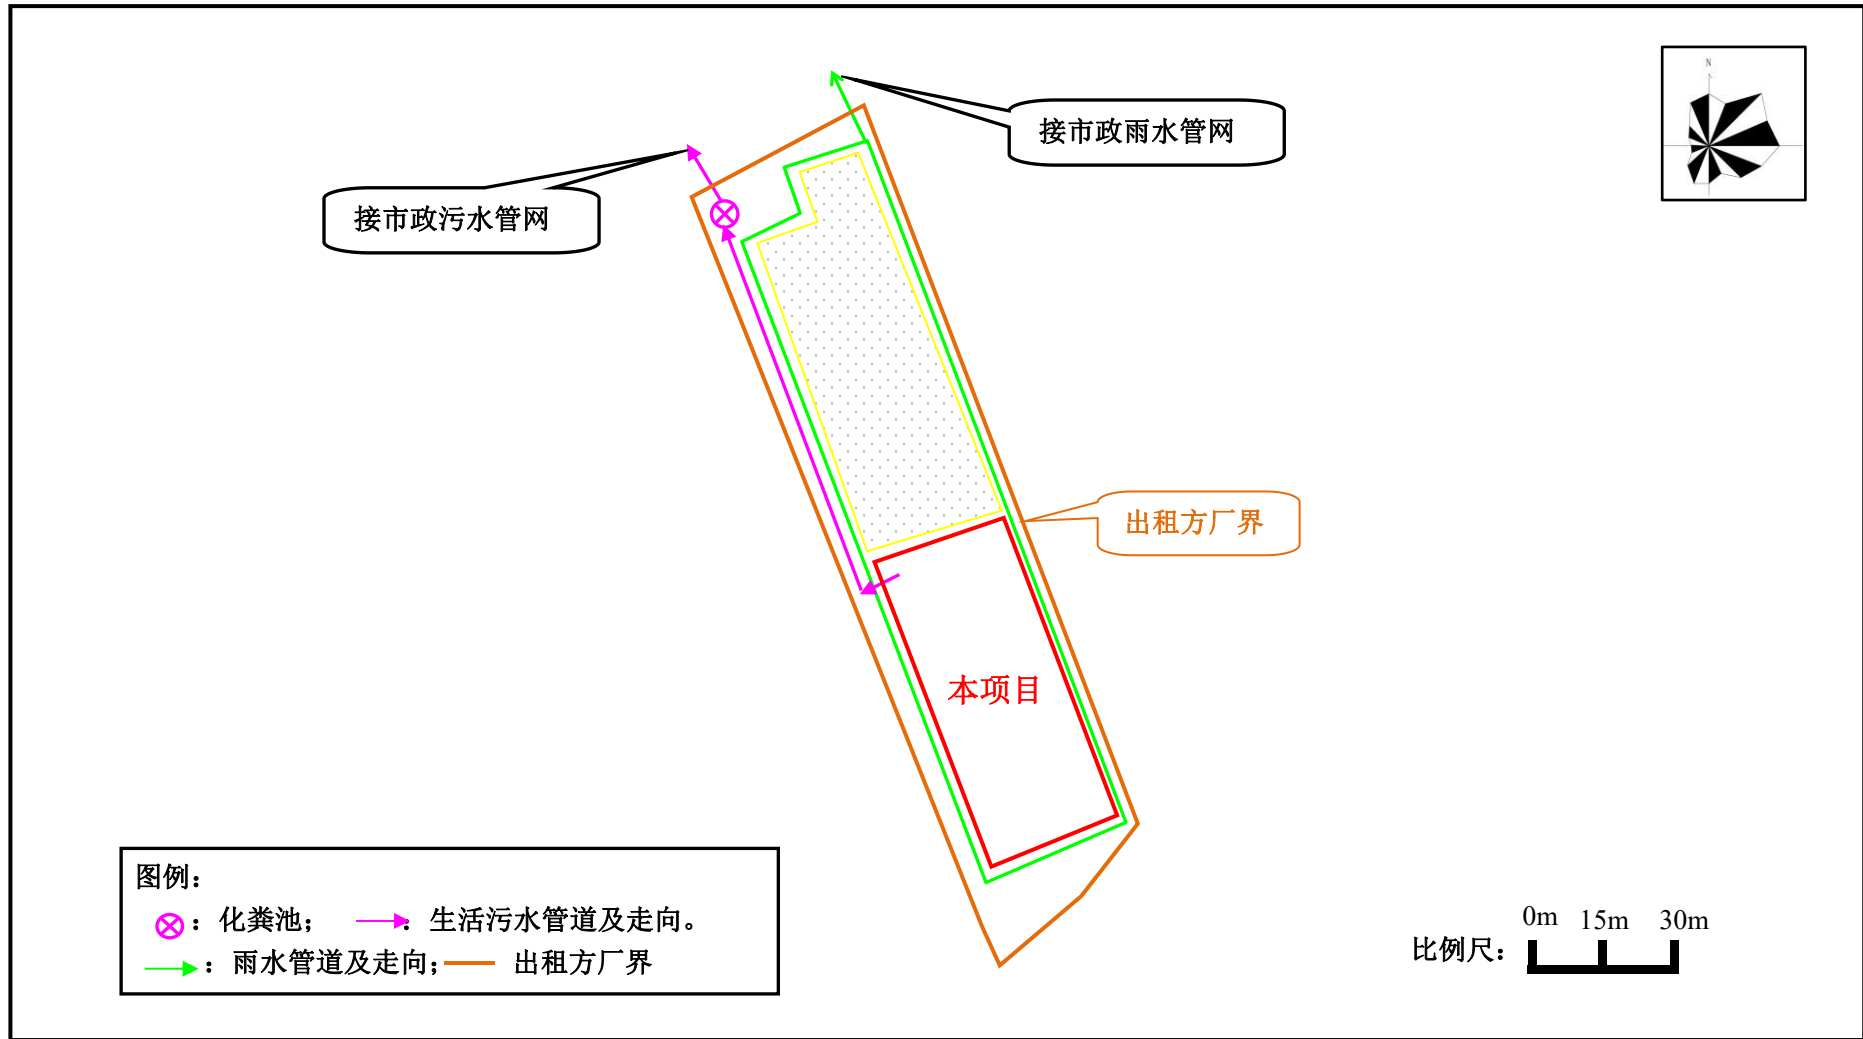 N
接市政雨水管网
接市政污水管网
出租方厂界
本项目
图例：
：化粪池；
：生活污水管道及走向。
：雨水管道及走向；
出租方厂界
0m 15m 30m
比例尺：